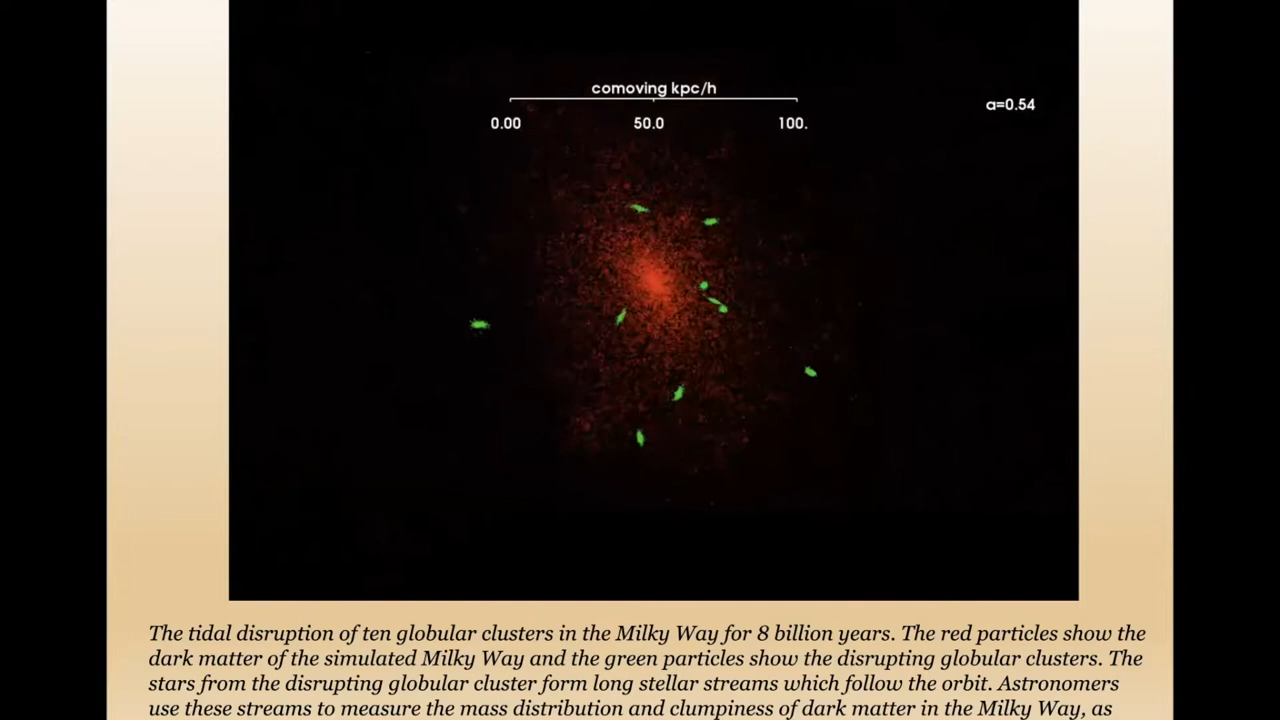 comoving kpc/h
a=0.54
0.00 50.0 100.
The tidal disruption of ten globular clusters in the Milky Way for 8 billion years. The red particles show the
dark matter of the simulated Milky Way and the green particles show the disrupting globular clusters. The
stars from the disrupting globular cluster form long stellar streams which follow the orbit. Astronomers
use these streams to measure the mass distribution and clumpiness of dark matter in the Milky Way, as